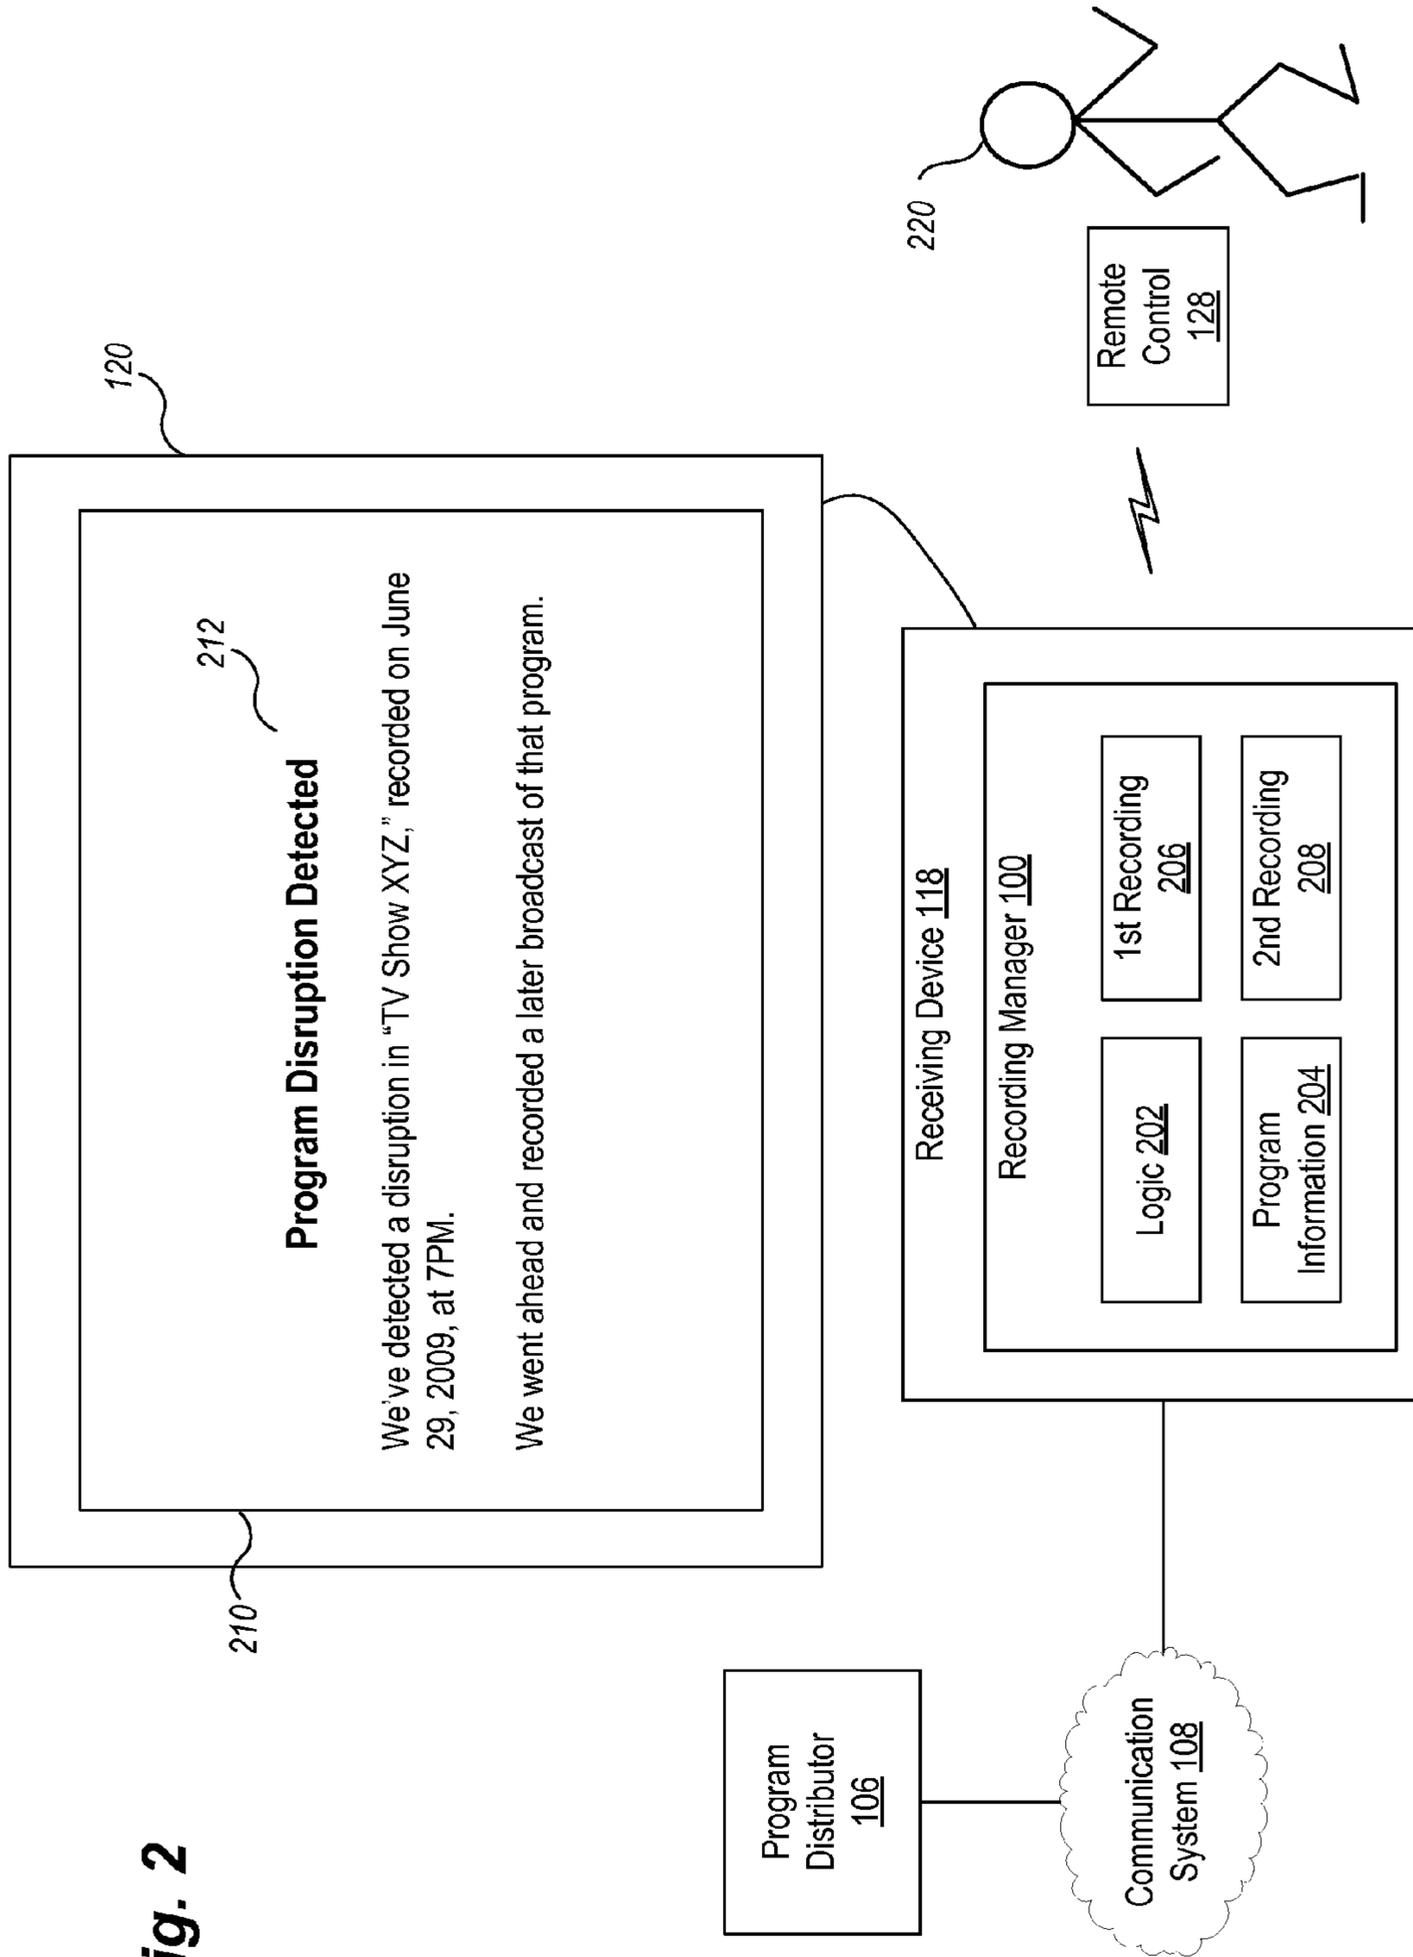 120
212
Program Disruption Detected
We've detected a disruption in “TV Show XYZ,” recorded on June
29, 2009, at 7PM.
We went ahead and recorded a later broadcast of that program.
210
220
Program
Distributor
106
Receiving Device 118
Recording Manager 100
Logic 202
1st Recording
206
Program
Information 204
2nd Recording
208
Remote
Control
128
Communication
System 108
ig. 2